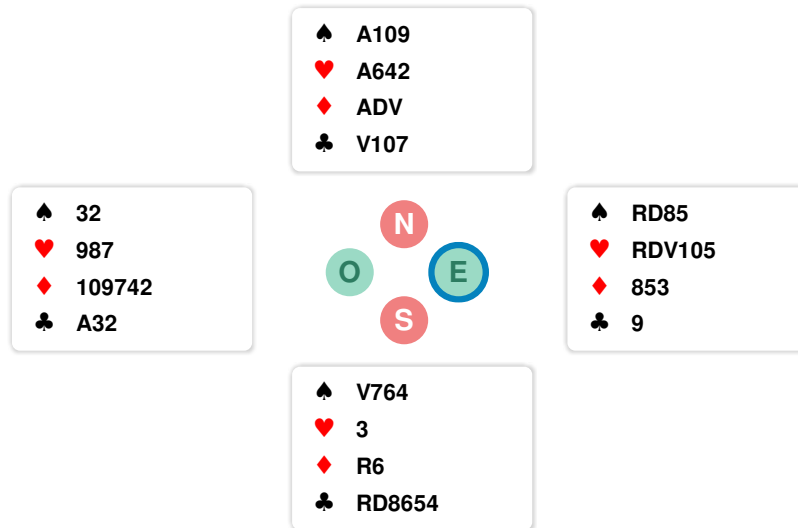 ♠ A109
♥ A642
♦ ADV
♣ V107
♠ 32
♥ 987
♦ 109742
♣ A32
N
O E
S
♠ RD85
♥ RDV105
♦ 853
♣ 9
♠ V764
♥ 3
♦ R6
♣ RD8654